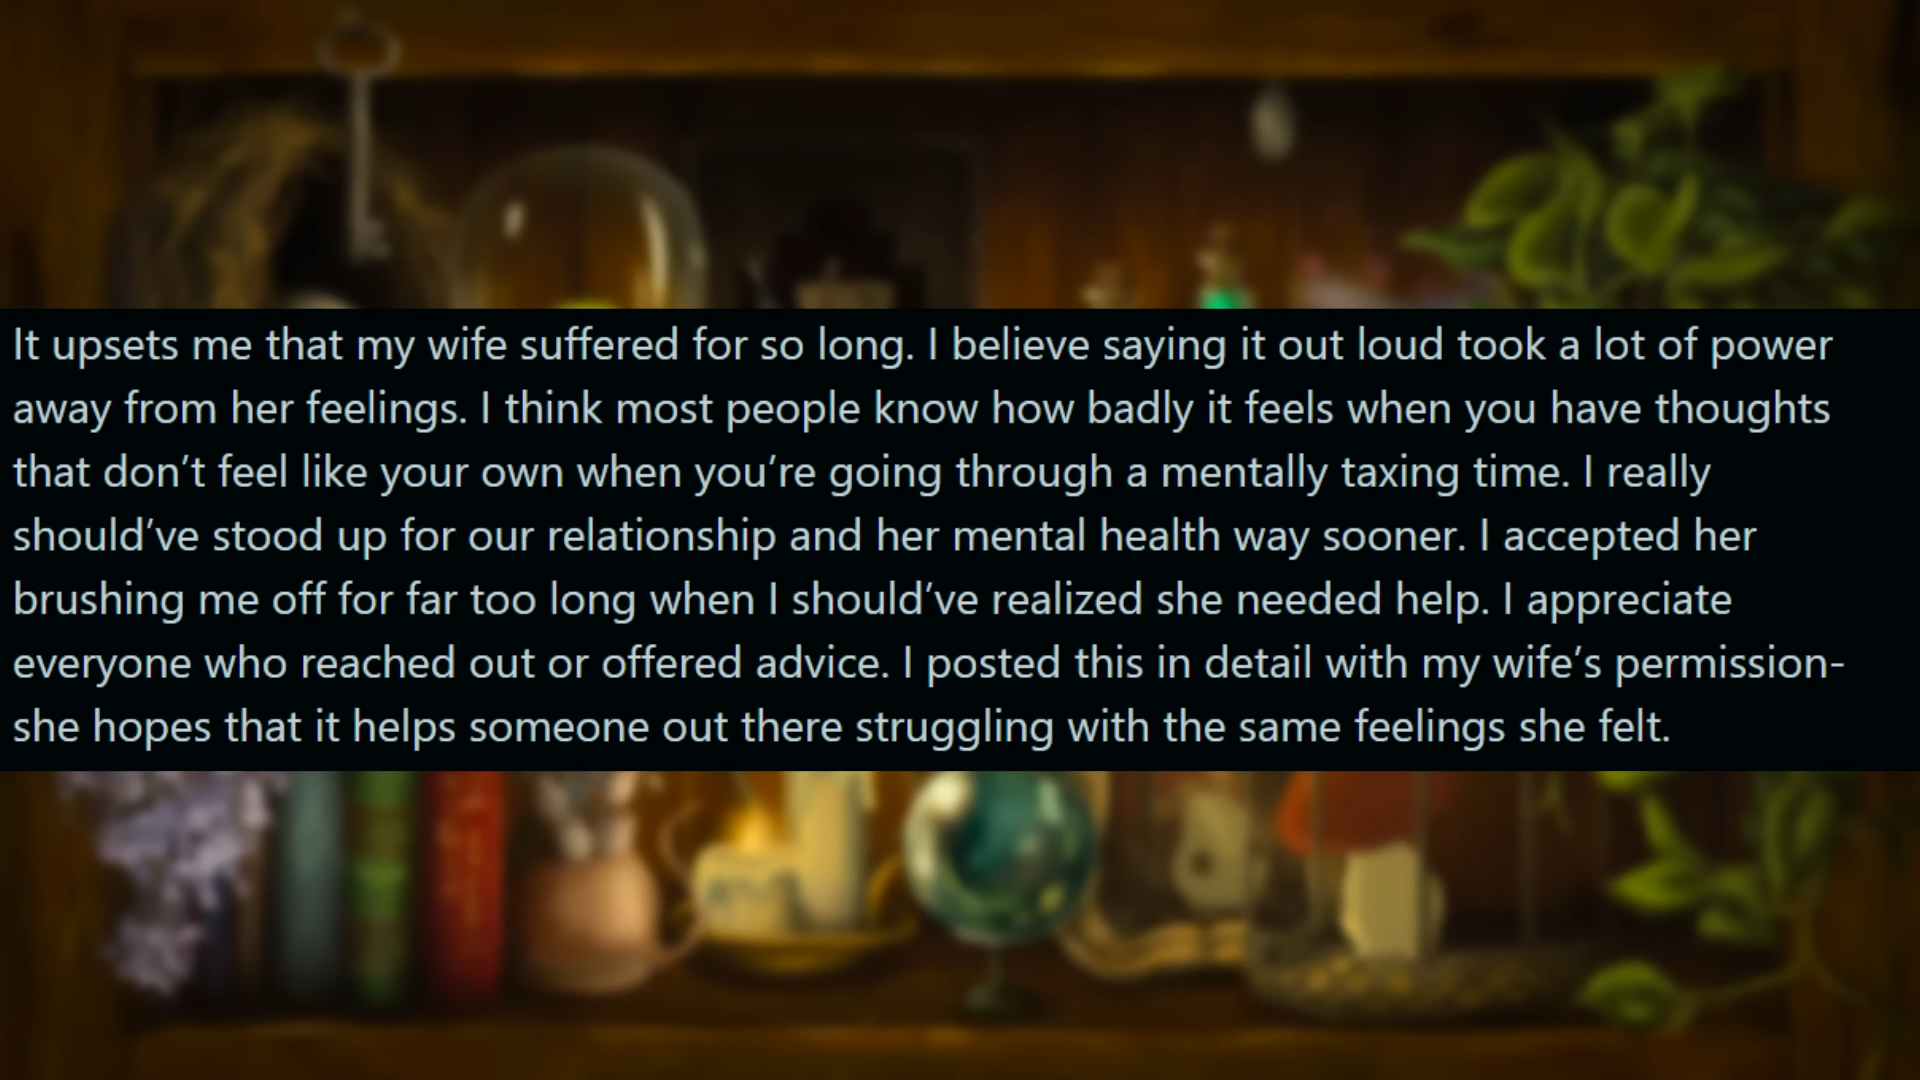 It upsets me that my wife suffered for so long. I believe saying it out loud took a lot of power
away from her feelings. I think most people know how badly it feels when you have thoughts
that don’t feel like your own when you’re going through a mentally taxing time. I really
should’ve stood up for our relationship and her mental health way sooner. I accepted her
brushing me off for far too long when I should’ve realized she needed help. I appreciate
everyone who reached out or offered advice. I posted this in detail with my wife’s permission-
she hopes that it helps someone out there struggling with the same feelings she felt.